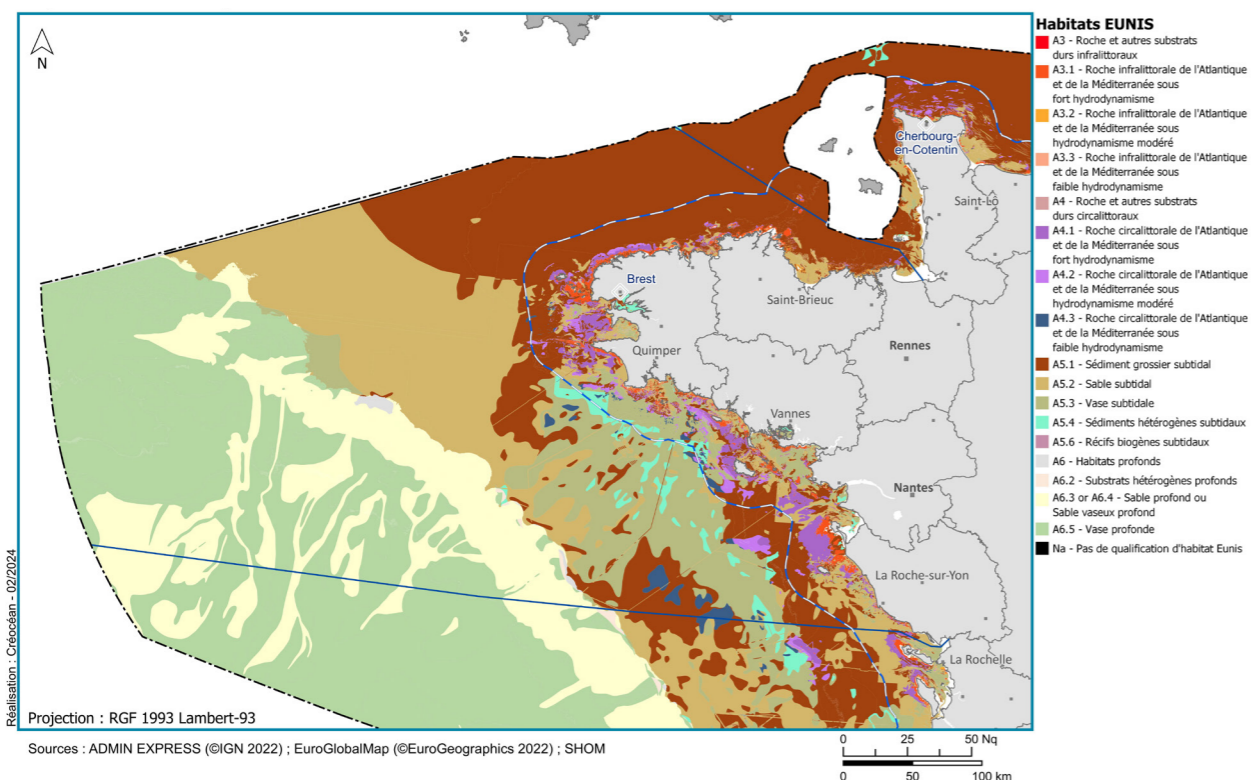 N
Cherbourg-
en-Cotentin
Saint-Lô
Brest
Saint-Brieuc
Rennes
Quimper
Vannes
Nantes
La Roche-sur-Yon
La Rochelle
Habitats EUNIS
A3 - Roche et autres substrats
durs infralittoraux
A3.1 - Roche infralittorale de l'Atlantique
et de la Méditerranée sous
fort hydrodynamisme
A3.2 - Roche infralittorale de l'Atlantique
et de la Méditerranée sous
hydrodynamisme modéré
A3.3 - Roche infralittorale de l'Atlantique
et de la Méditerranée sous
faible hydrodynamisme
A4 - Roche et autres substrats
durs circalittoraux
A4.1 - Roche circalittorale de l'Atlantique
et de la Méditerranée sous
fort hydrodynamisme
A4.2 - Roche circalittorale de l'Atlantique
et de la Méditerranée sous
hydrodynamisme modéré
A4.3 - Roche circalittorale de l'Atlantique
et de la Méditerranée sous
faible hydrodynamisme
A5.1 - Sédiment grossier subtidal
A5.2 - Sable subtidal
A5.3 - Vase subtidale
A5.4 - Sédiments hétérogènes subtidaux
A5.6 - Récifs biogènes subtidaux
A6 - Habitats profonds
A6.2 - Substrats hétérogènes profonds
A6.3 or A6.4 - Sable profond ou
Sable vaseux profond
A6.5 - Vase profonde
Na - Pas de qualification d'habitat Eunis
Réalisation : Créocéan - 02/2024
Projection : RGF 1993 Lambert-93
Sources : ADMIN EXPRESS (©IGN 2022) ; EuroGlobalMap (©EuroGeographics 2022) ; SHOM
0 25 50 Nq
0 50 100 km